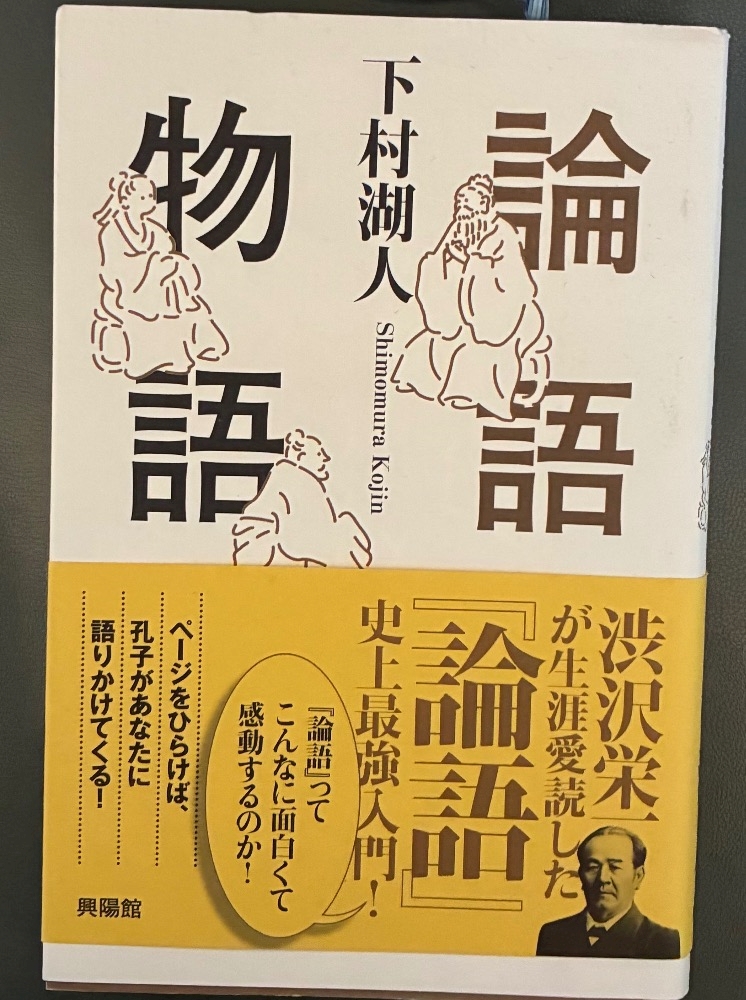 論語
下村湖人
Shimomura Kojin
物語
渋沢栄一
が生涯愛読した
『論語』
史上最強入門！
『論語』って
こんなに面白くて
感動するのか！
ページをひらけば、
孔子があなたに
語りかけてくる！
興陽館